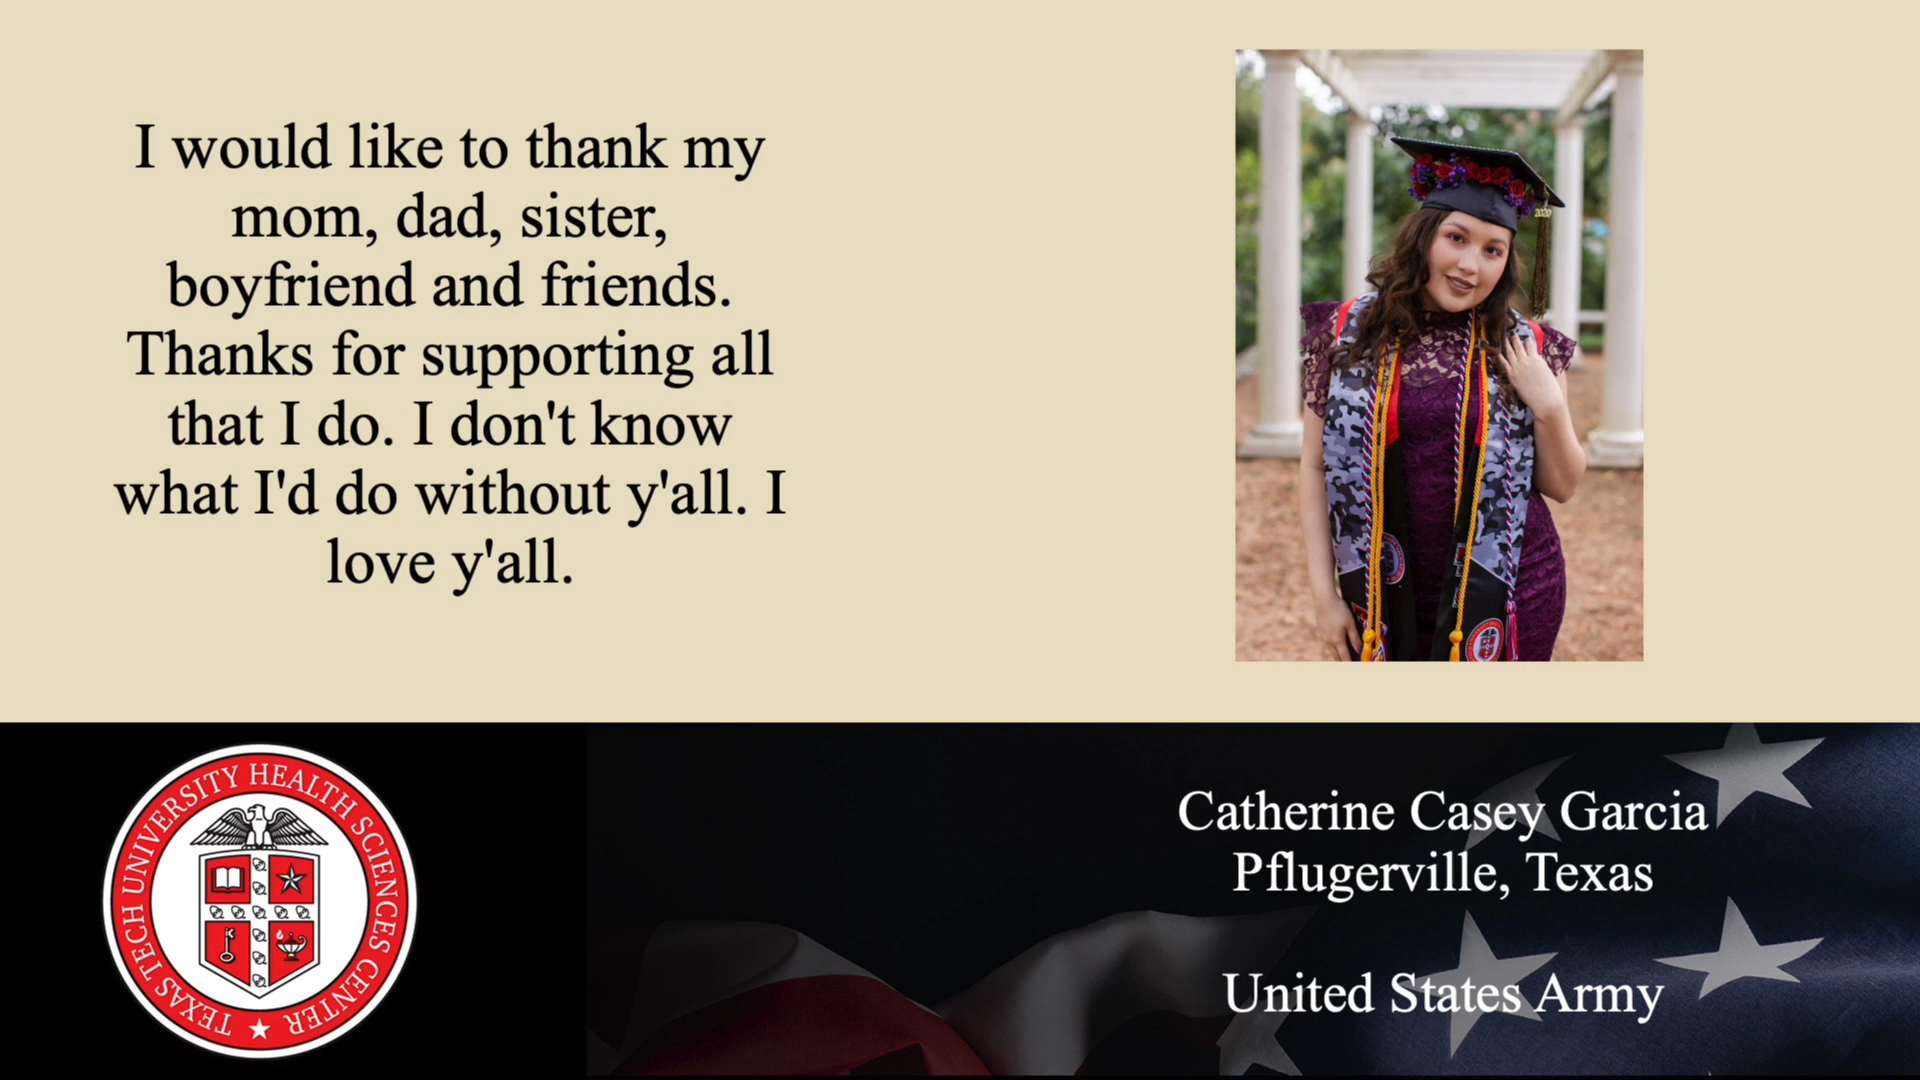 I would like to thank my
mom, dad, sister,
boyfriend and friends.
Thanks for supporting all
that I do. I don't know
what I'd do without y'all. I
love y'all.
2020
TEXAS TECH UNIVERSITY HEALTH SCIENCES CENTER
Catherine Casey Garcia
Pflugerville, Texas
United States Army